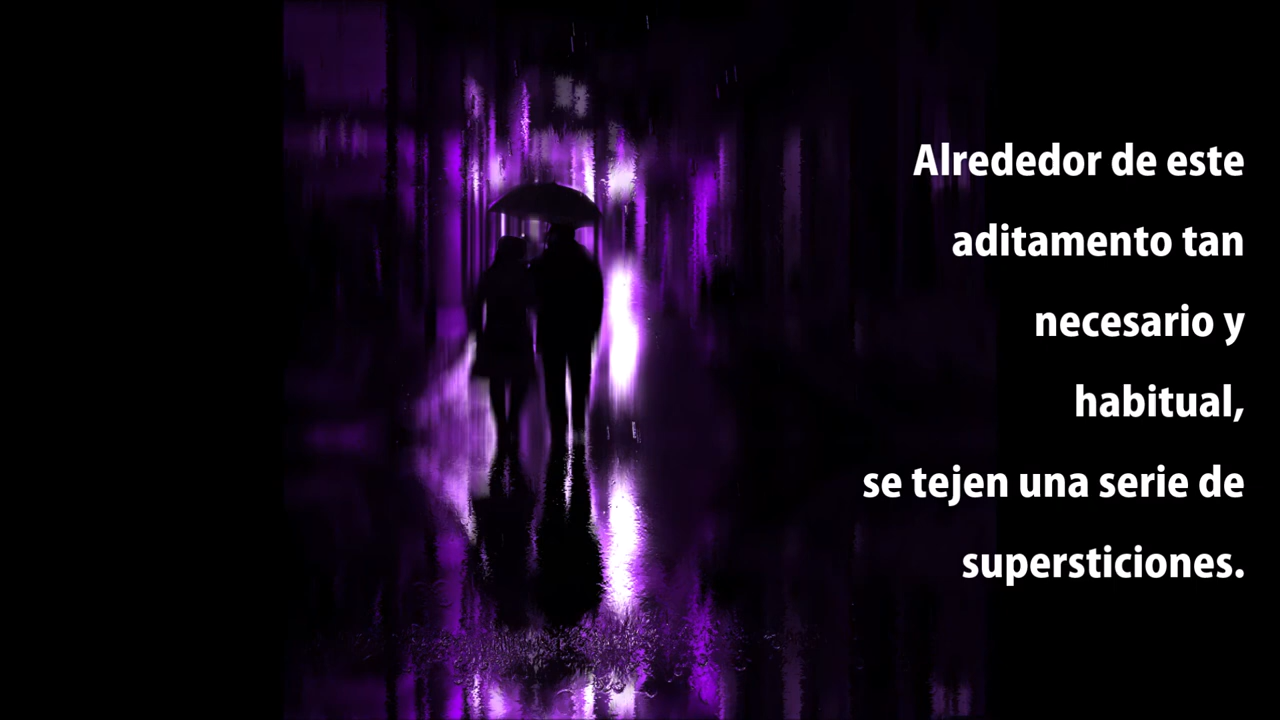 Alrededor de este
aditamento tan
necesario y
habitual,
se tejen una serie de
supersticiones.